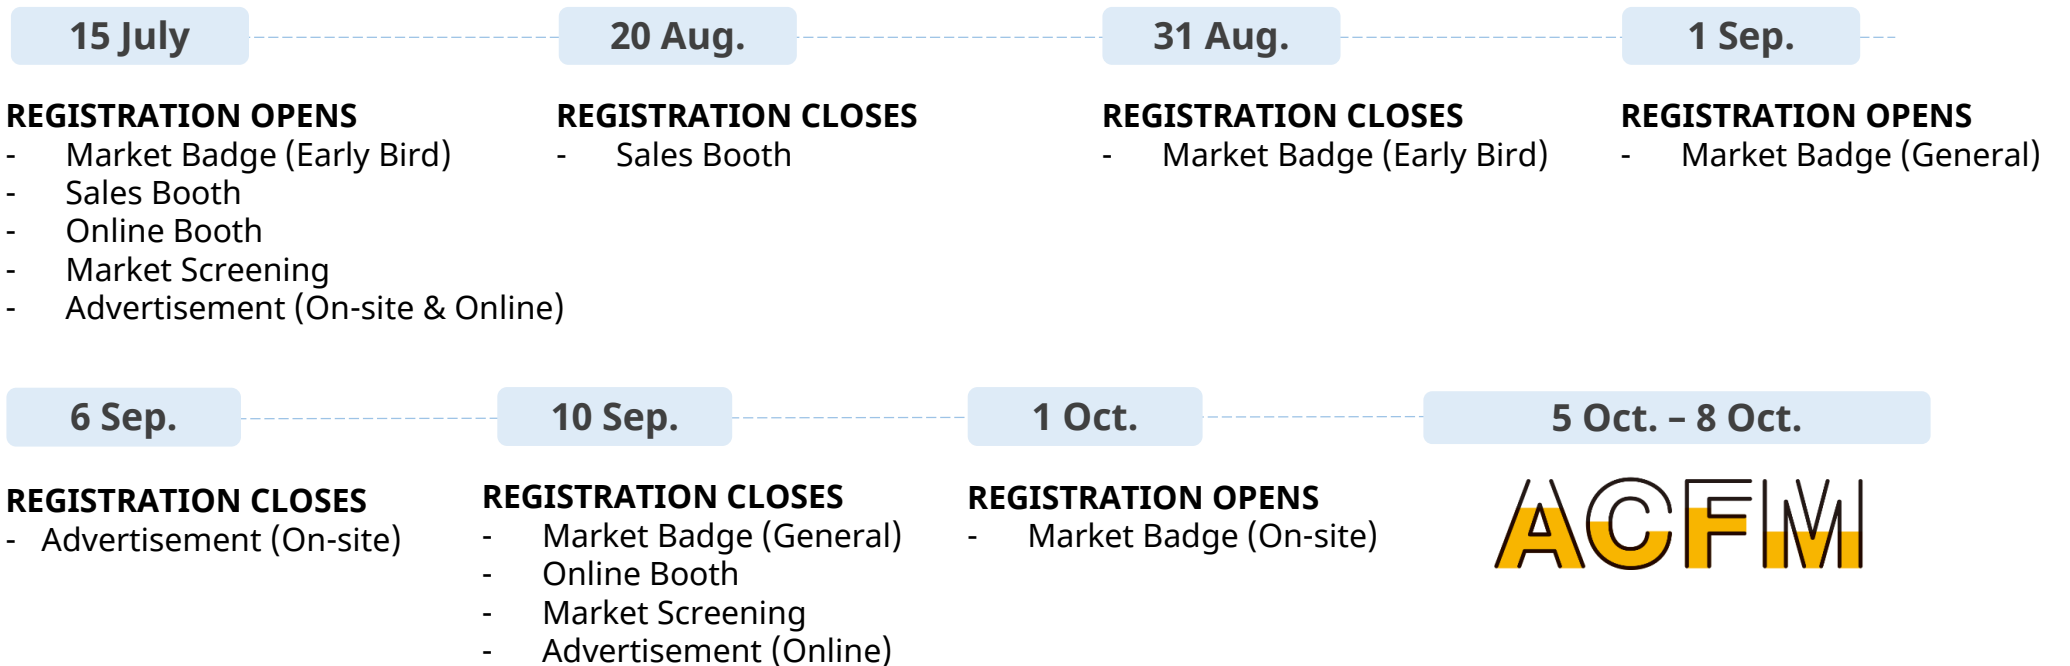 15 July
20 Aug.
31 Aug.
1 Sep.
REGISTRATION OPENS
- Market Badge (Early Bird)
- Sales Booth
- Online Booth
- Market Screening
- Advertisement (On-site & Online)
REGISTRATION CLOSES
- Sales Booth
REGISTRATION CLOSES
- Market Badge (Early Bird)
REGISTRATION OPENS
- Market Badge (General)
6 Sep.
10 Sep.
1 Oct.
5 Oct. – 8 Oct.
REGISTRATION CLOSES
- Advertisement (On-site)
REGISTRATION CLOSES
- Market Badge (General)
- Online Booth
- Market Screening
- Advertisement (Online)
REGISTRATION OPENS
- Market Badge (On-site)
ACFM